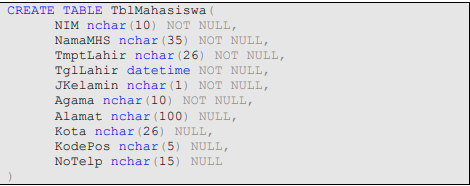 CREATE TABLE TblMahasiswa(
NIM nchar(10) NOT NULL,
NamaMHS nchar(35) NOT NULL,
TmptLahir nchar(26) NOT NULL,
TglLahir datetime NOT NULL,
JKelamin nchar(1) NOT NULL,
Agama nchar(10) NOT NULL,
Alamat nchar(100) NULL,
Kota nchar(26) NULL,
KodePos nchar(5) NULL,
NoTelp nchar(15) NULL
)